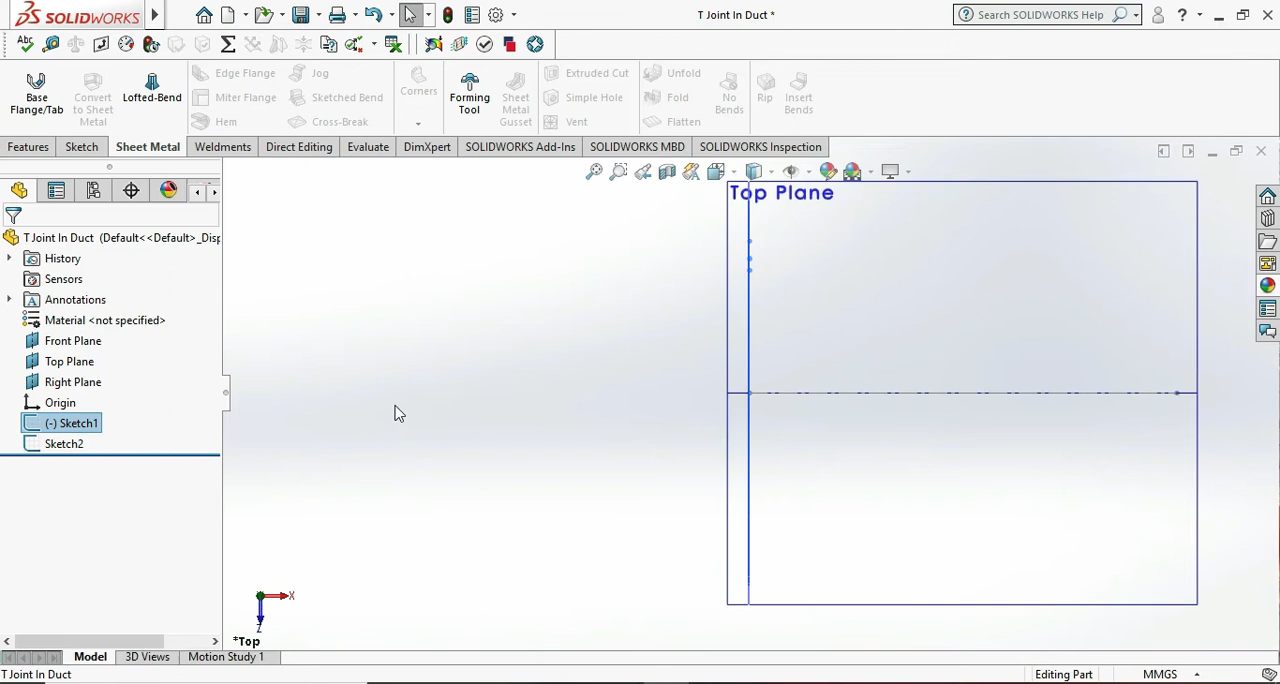 SOLIDWORKS
T Joint In Duct *
Search SOLIDWORKS Help
Base Flange/Tab
Convert to Sheet Metal
Lofted-Bend
Edge Flange
Miter Flange
Hem
Jog
Sketched Bend
Cross-Break
Corners
Forming Tool
Sheet Metal Gusset
Extruded Cut
Simple Hole
Vent
Unfold
Fold
Flatten
No Bends
Rip
Insert Bends
Features
Sketch
Sheet Metal
Weldments
Direct Editing
Evaluate
DimXpert
SOLIDWORKS Add-Ins
SOLIDWORKS MBD
SOLIDWORKS Inspection
T Joint In Duct (Default<<Default>_Disp
History
Sensors
Annotations
Material <not specified>
Front Plane
Top Plane
Right Plane
Origin
(-) Sketch1
Sketch2
Top Plane
X
Z
*Top
Model
3D Views
Motion Study 1
T Joint In Duct
Editing Part
MMGS